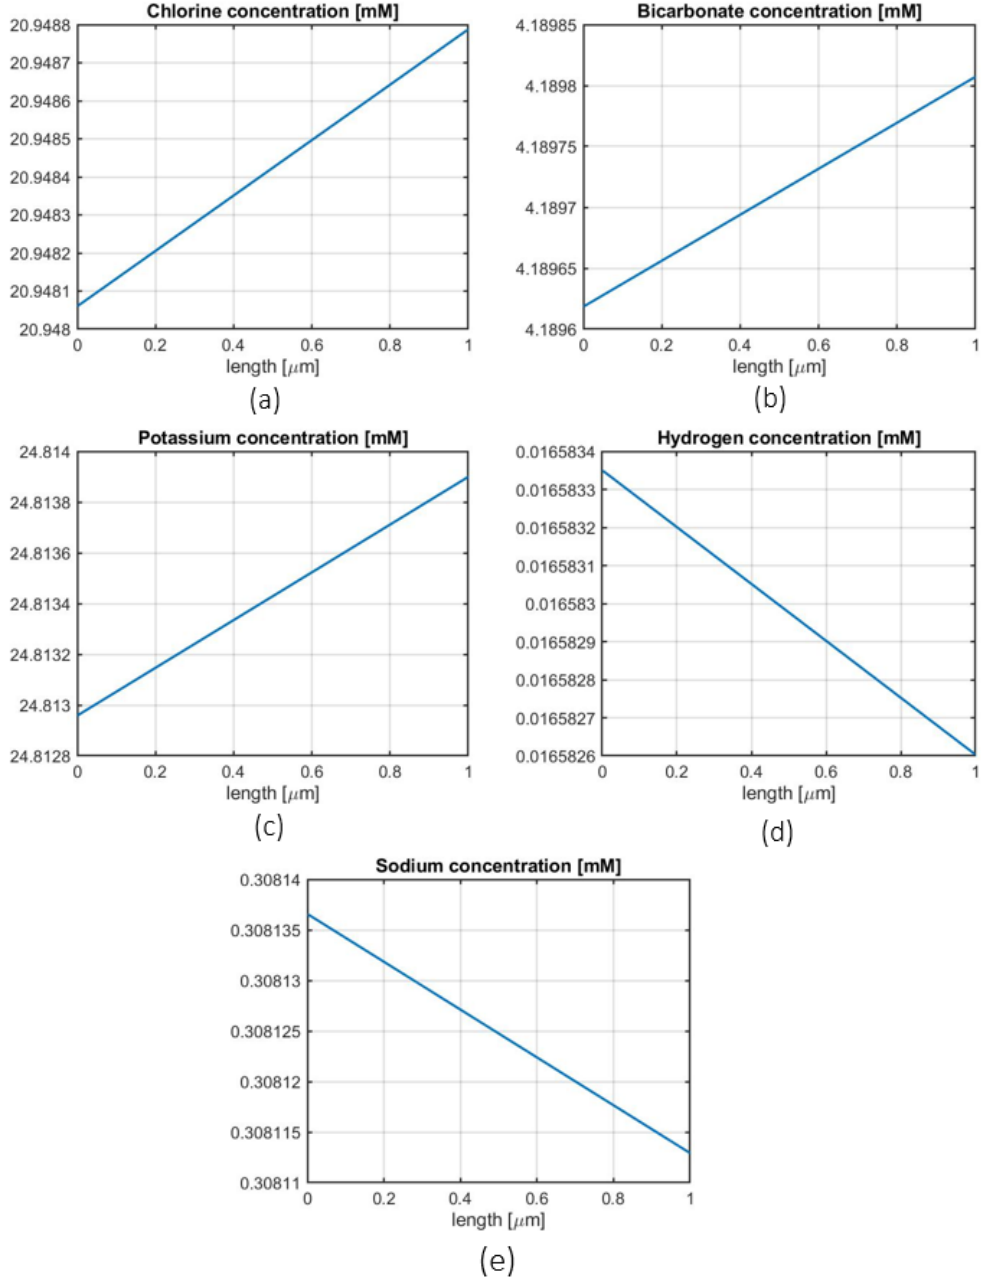 Chlorine concentration [mM]
20.9488
20.9487
20.9486
20.9485
20.9484
20.9483
20.9482
20.9481
20.948
0 0.2 0.4 0.6 0.8 1
length [μm]
(a)
Bicarbonate concentration [mM]
4.18985
4.1898
4.18975
4.1897
4.18965
4.1896
0 0.2 0.4 0.6 0.8 1
length [μm]
(b)
Potassium concentration [mM]
24.814
24.8138
24.8136
24.8134
24.8132
24.813
24.8128
0 0.2 0.4 0.6 0.8 1
length [μm]
(c)
Hydrogen concentration [mM]
0.0165834
0.0165833
0.0165832
0.0165831
0.016583
0.0165829
0.0165828
0.0165827
0.0165826
0 0.2 0.4 0.6 0.8 1
length [μm]
(d)
Sodium concentration [mM]
0.30814
0.308135
0.30813
0.308125
0.30812
0.308115
0.30811
0 0.2 0.4 0.6 0.8 1
length [μm]
(e)